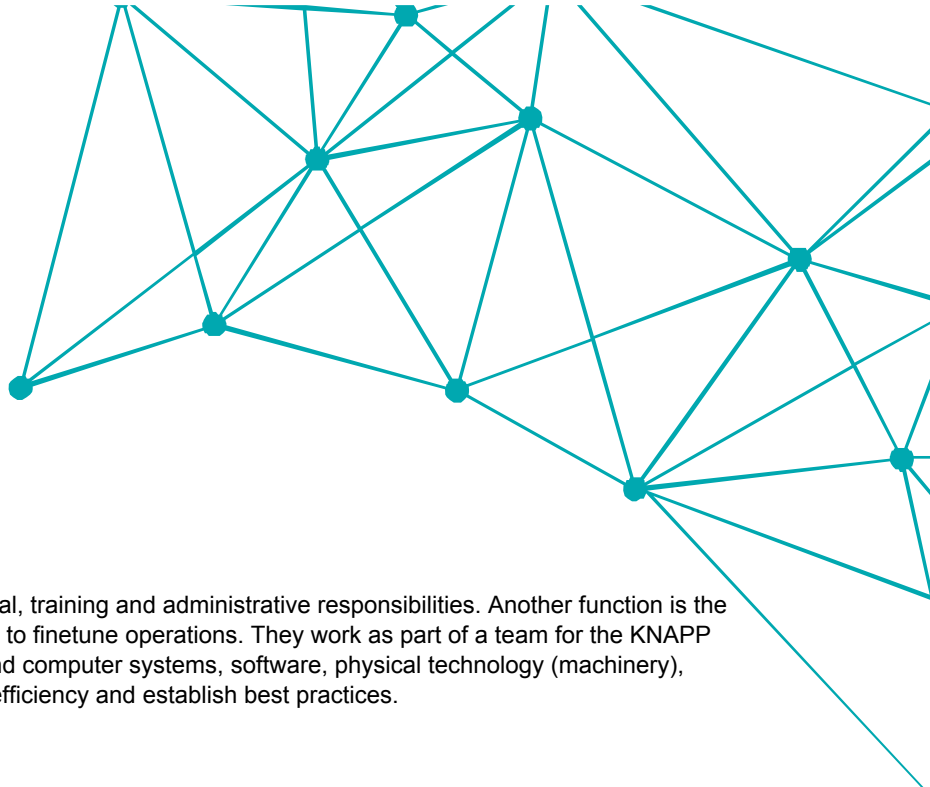 al, training and administrative responsibilities. Another function is the
to finetune operations. They work as part of a team for the KNAPP
nd computer systems, software, physical technology (machinery),
efficiency and establish best practices.